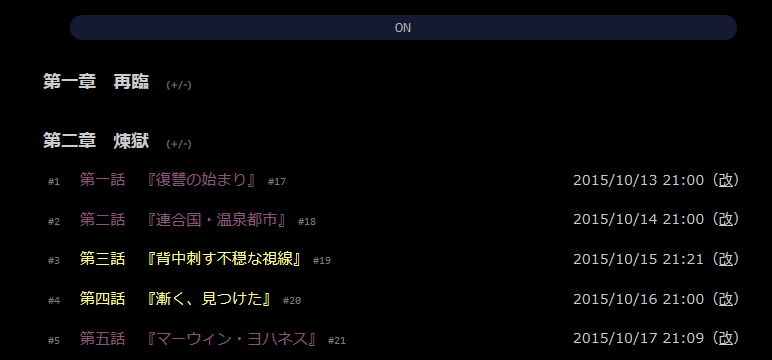 ON
第一章 再臨 (+/-)
第二章 煉獄 (+/-)
#1 第一話 『復讐の始まり』 #17 2015/10/13 21:00（改）
#2 第二話 『連合国・温泉都市』 #18 2015/10/14 21:00（改）
#3 第三話 『背中刺す不穏な視線』 #19 2015/10/15 21:21（改）
#4 第四話 『漸く、見つけた』 #20 2015/10/16 21:00（改）
#5 第五話 『マーウィン・ヨハネス』 #21 2015/10/17 21:09（改）